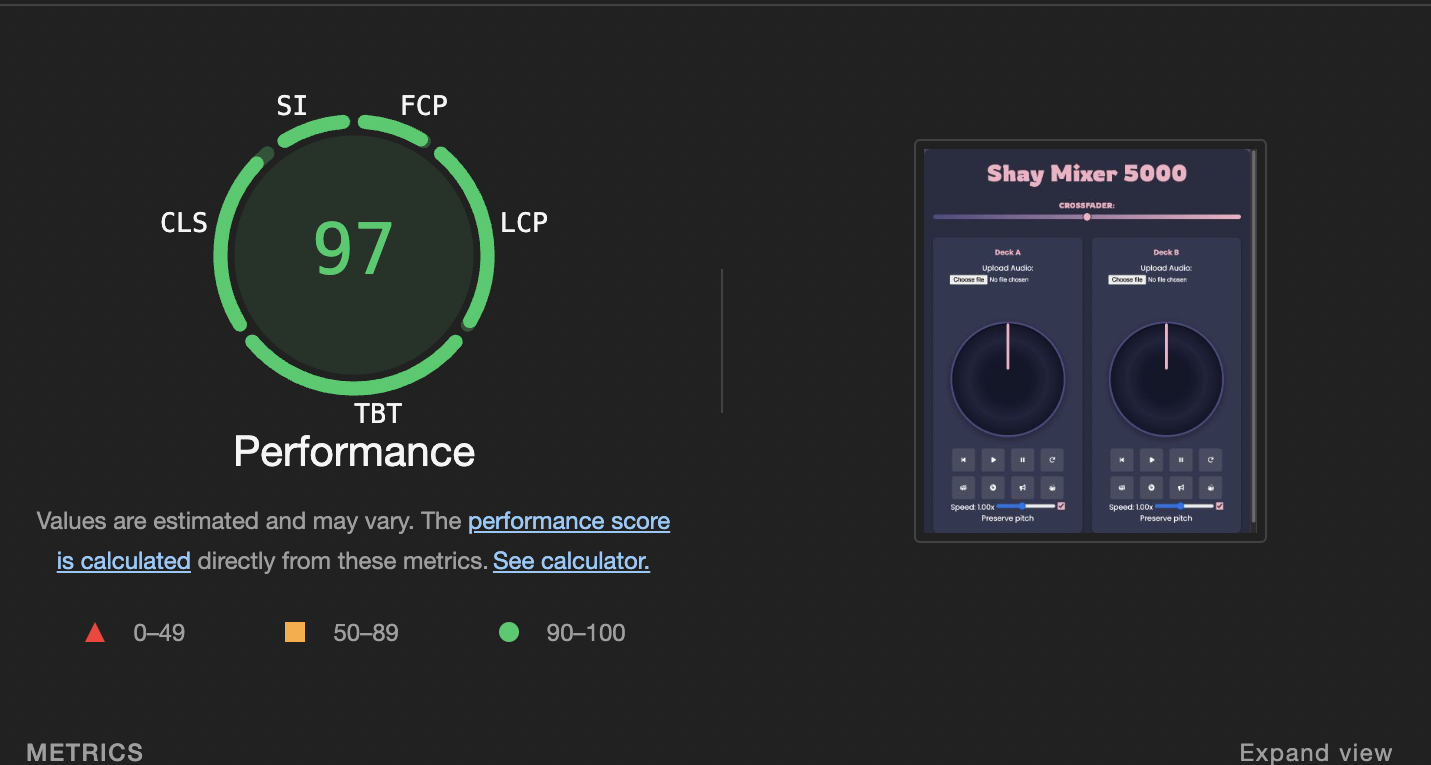 SI
FCP
CLS
LCP
97
TBT
Performance
Values are estimated and may vary. The performance score
is calculated directly from these metrics. See calculator.
0–49
50–89
90–100
Shay Mixer 5000
CROSSFADER:
Deck A
Upload Audio:
Choose file No file chosen
Speed: 1.00x
Preserve pitch
Deck B
Upload Audio:
Choose file No file chosen
Speed: 1.00x
Preserve pitch
METRICS
Expand view